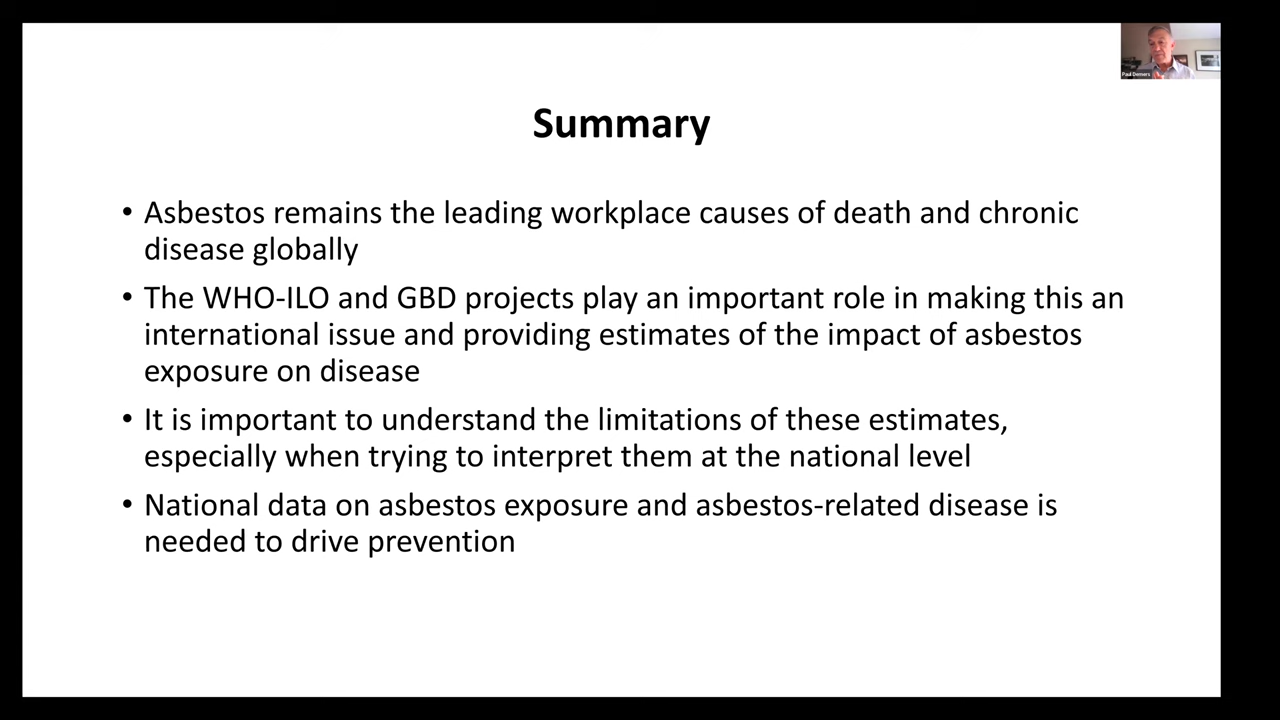 Paul Demers
Summary
• Asbestos remains the leading workplace causes of death and chronic
disease globally
• The WHO-ILO and GBD projects play an important role in making this an
international issue and providing estimates of the impact of asbestos
exposure on disease
• It is important to understand the limitations of these estimates,
especially when trying to interpret them at the national level
• National data on asbestos exposure and asbestos-related disease is
needed to drive prevention